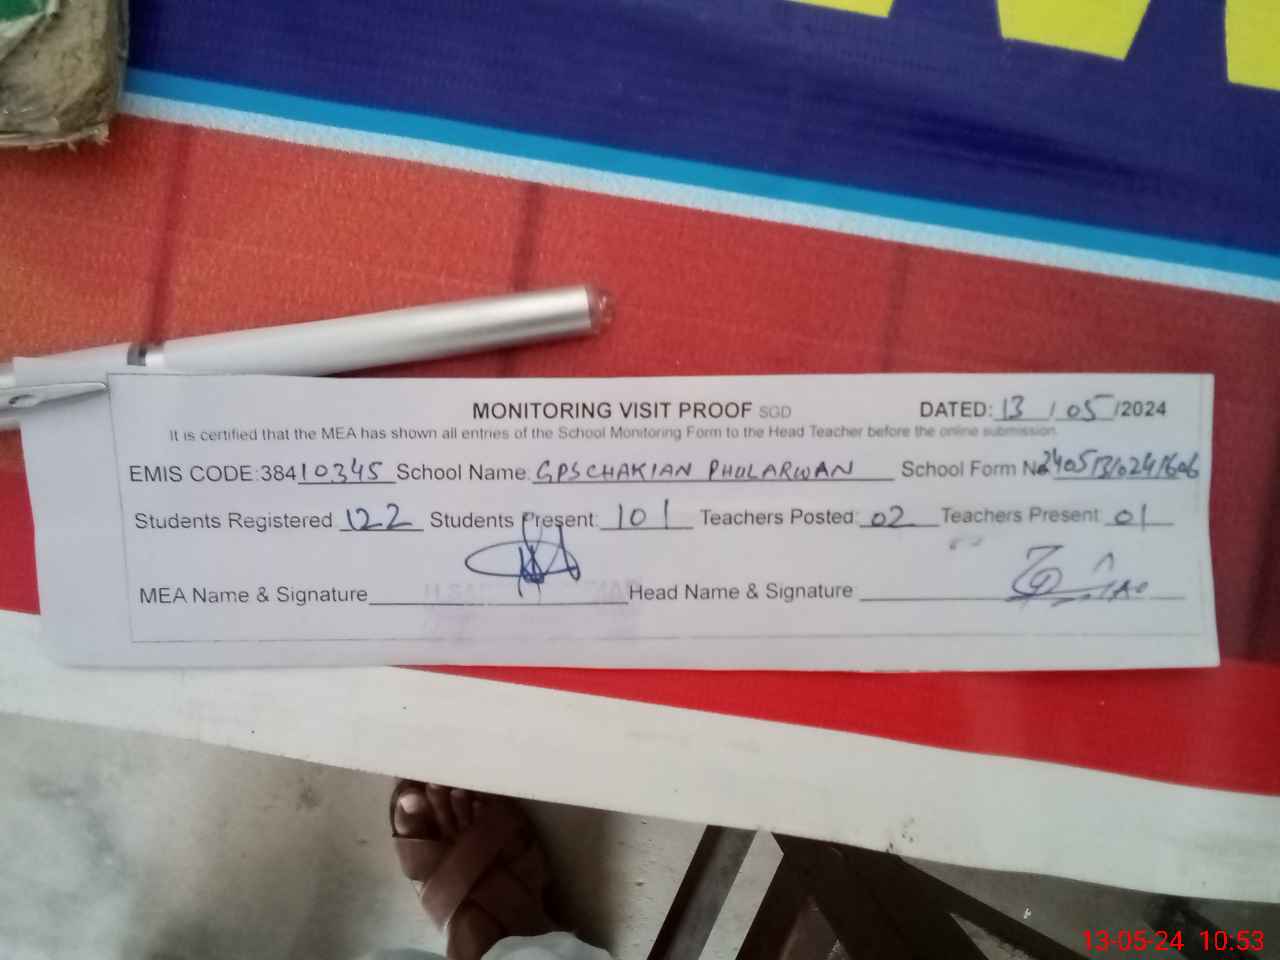 MONITORING VISIT PROOF SGD DATED: 13 / 05 /2024
It is certified that the MEA has shown all entries of the School Monitoring Form to the Head Teacher before the online submission.
EMIS CODE:38410345 School Name: GPS CHAKIAN PHULARWAN School Form No
Students Registered 122 Students Present: 101 Teachers Posted: 02 Teachers Present 01
MEA Name & Signature Head Name & Signature
13-05-24 10:53